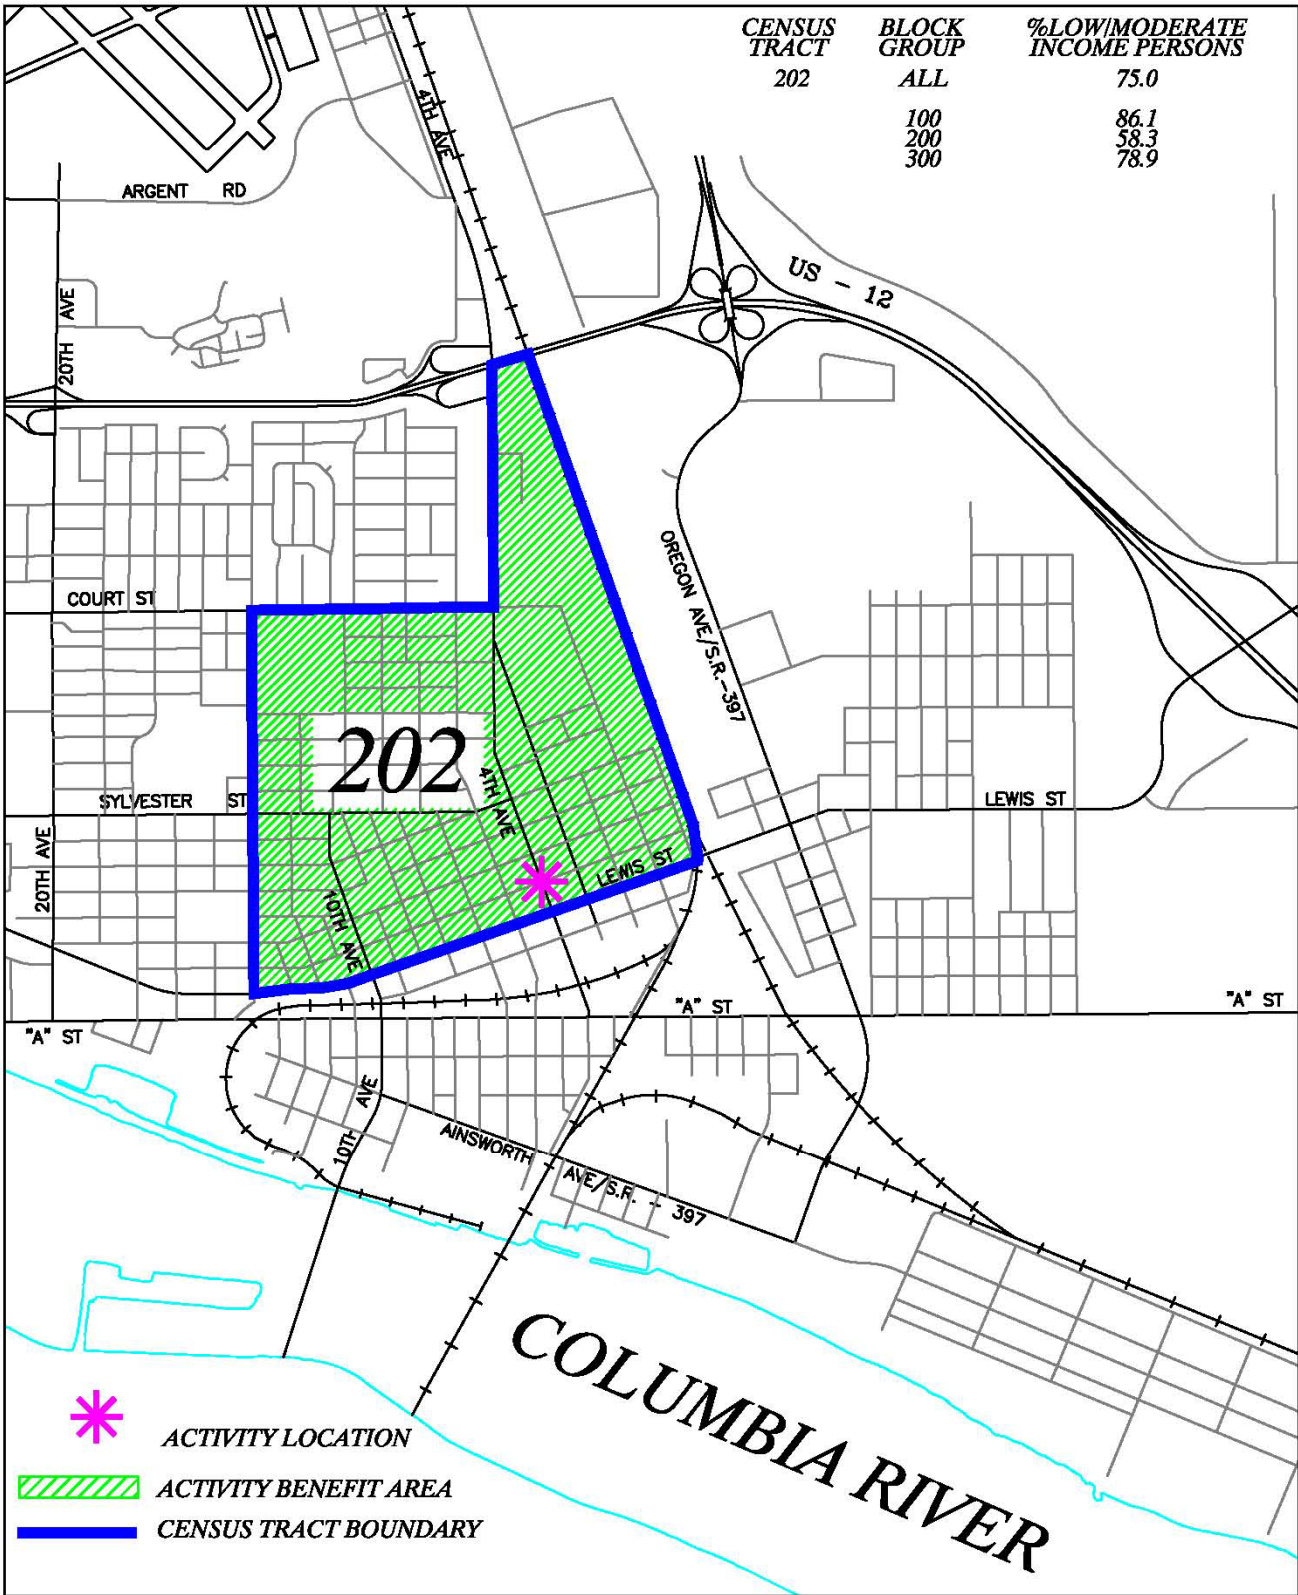 CENSUS TRACT BLOCK GROUP %LOW/MODERATE INCOME PERSONS
202 ALL 75.0
100 86.1
200 58.3
300 78.9
4TH AVE
ARGENT RD
US - 12
20TH AVE
OREGON AVE/S.R.-397
COURT ST
202
4TH AVE
SYLVESTER ST
LEWIS ST
20TH AVE
LEWIS ST
10TH AVE
"A" ST
"A" ST
"A" ST
10TH AVE
AINSWORTH AVE/S.R. - 397
COLUMBIA RIVER
ACTIVITY LOCATION
ACTIVITY BENEFIT AREA
CENSUS TRACT BOUNDARY